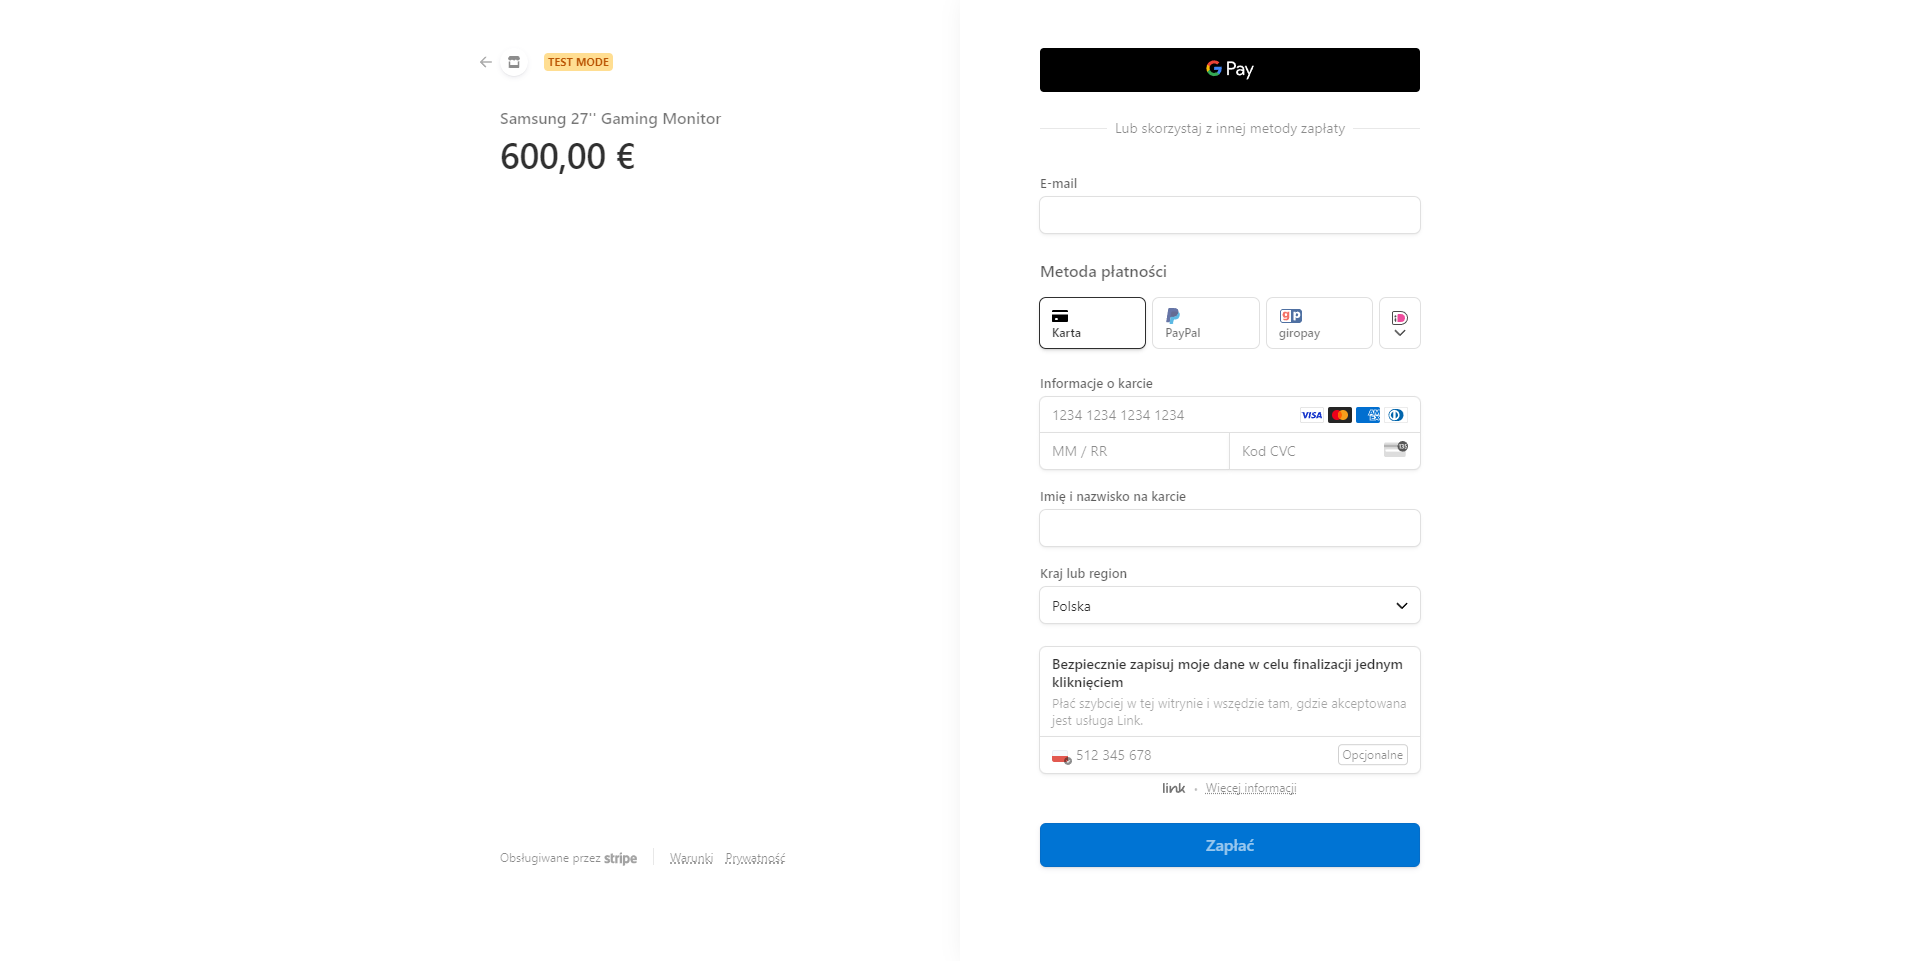 TEST MODE
Samsung 27'' Gaming Monitor
600,00 €
Obsługiwane przez stripe
Warunki
Prywatność
G Pay
Lub skorzystaj z innej metody zapłaty
E-mail
Metoda płatności
Karta
PayPal
giropay
Informacje o karcie
1234 1234 1234 1234
VISA
MM / RR
Kod CVC
Imię i nazwisko na karcie
Kraj lub region
Polska
Bezpiecznie zapisuj moje dane w celu finalizacji jednym
kliknięciem
Płać szybciej w tej witrynie i wszędzie tam, gdzie akceptowana
jest usługa Link.
512 345 678
Opcjonalne
link • Więcej informacji
Zapłać